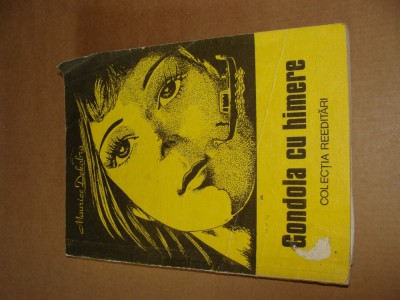 Maurice Dekobra
Gondola cu himere
COLECȚIA REEDITĂRI